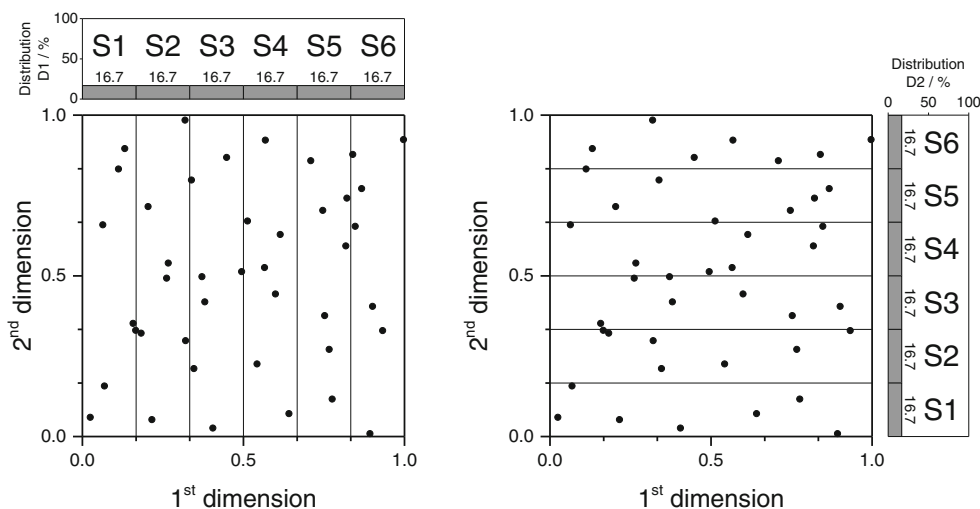 Distribution
D1 / %
100
50
0
S1 S2 S3 S4 S5 S6
16.7 16.7 16.7 16.7 16.7 16.7
1.0
0.5
0.0
2nd dimension
0.0 0.5 1.0
1st dimension
Distribution
D2 / %
0 50 100
16.7 S6
16.7 S5
16.7 S4
16.7 S3
16.7 S2
16.7 S1
1.0
0.5
0.0
2nd dimension
0.0 0.5 1.0
1st dimension